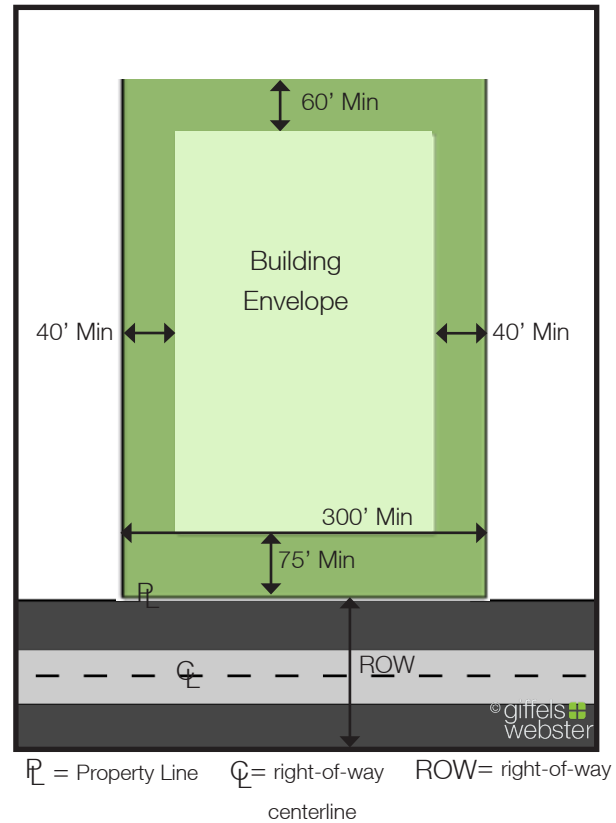 60’ Min
Building
Envelope
40’ Min
40’ Min
300’ Min
75’ Min
PL
CL
ROW
© giffels
webster
PL = Property Line CL= right-of-way ROW= right-of-way
centerline